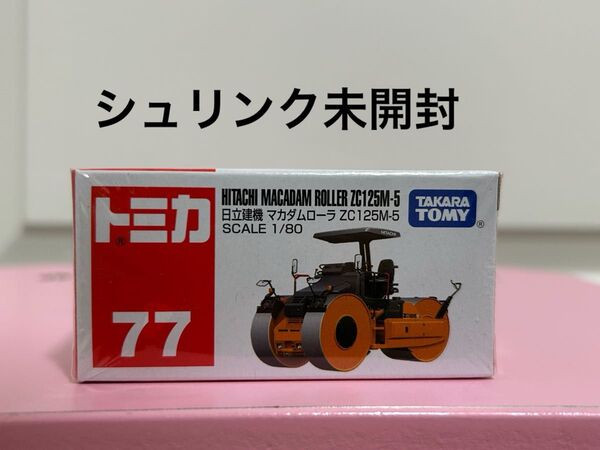 シュリンク未開封
トミカ
®
77
HITACHI MACADAM ROLLER ZC125M-5
日立建機 マカダムローラ ZC125M-5
SCALE 1/80
TAKARA
TOMY
HITACHI